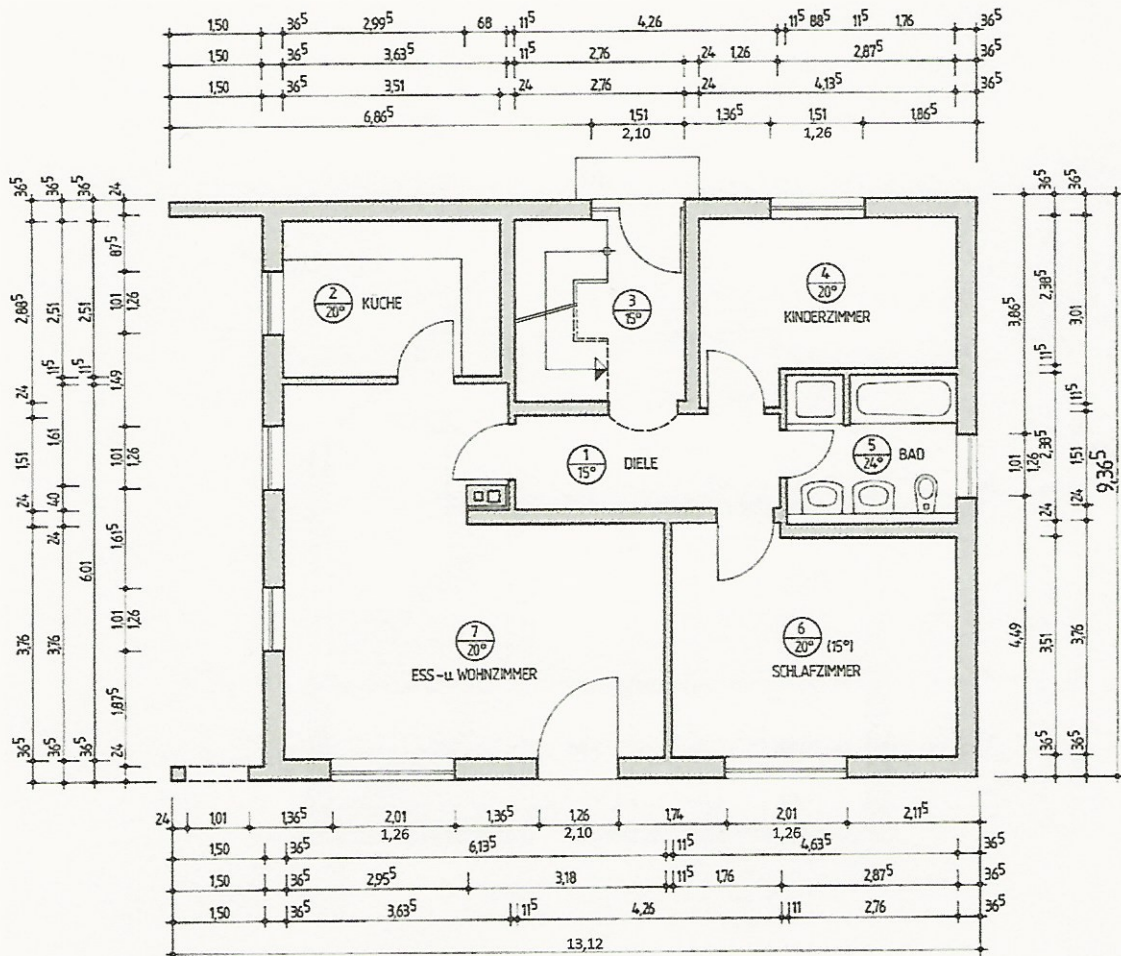 1,50 36⁵ 2,99 68 11⁵ 4,26 11⁵ 88⁵ 11⁵ 1,76 36⁵
1,50 36⁵ 3,63⁵ 11⁵ 2,76 24 1,26 2,87⁵ 36⁵
1,50 36⁵ 3,51 24 2,76 24 4,13⁵ 36⁵
6,86⁵ 1,51 1,36⁵ 1,51 1,86⁵
2,10 1,26
36⁵ 2,88⁵ 24 1,51 24 3,76 36⁵
36⁵ 2,51 11⁵ 1,61 40 24 3,76 36⁵
36⁵ 2,51 11⁵ 6,01 36⁵
24 87⁵ 1,01 1,49 1,01 1,61⁵ 1,01 1,87⁵ 24
1,26 1,26 1,26
2
20° KÜCHE
3
15°
4
20°
KINDERZIMMER
1
15° DIELE
5
24° BAD
7
20°
ESS-u WOHNZIMMER
6
20° (15°)
SCHLAFZIMMER
3,86⁵ 1,01 4,49
1,26
36⁵ 2,38⁵ 11⁵ 2,38⁵ 24 3,51 36⁵
36⁵ 3,01 11⁵ 1,51 24 3,76 36⁵
9,36⁵
24 1,01 1,36⁵ 2,01 1,36⁵ 1,26 1,74 2,01 2,11⁵
1,26 2,10 1,26
1,50 36⁵ 6,13⁵ 11⁵ 4,63⁵ 36⁵
1,50 36⁵ 2,95⁵ 3,18 11⁵ 1,76 2,87⁵ 36⁵
1,50 36⁵ 3,63⁵ 11⁵ 4,26 11 2,76 36⁵
13,12